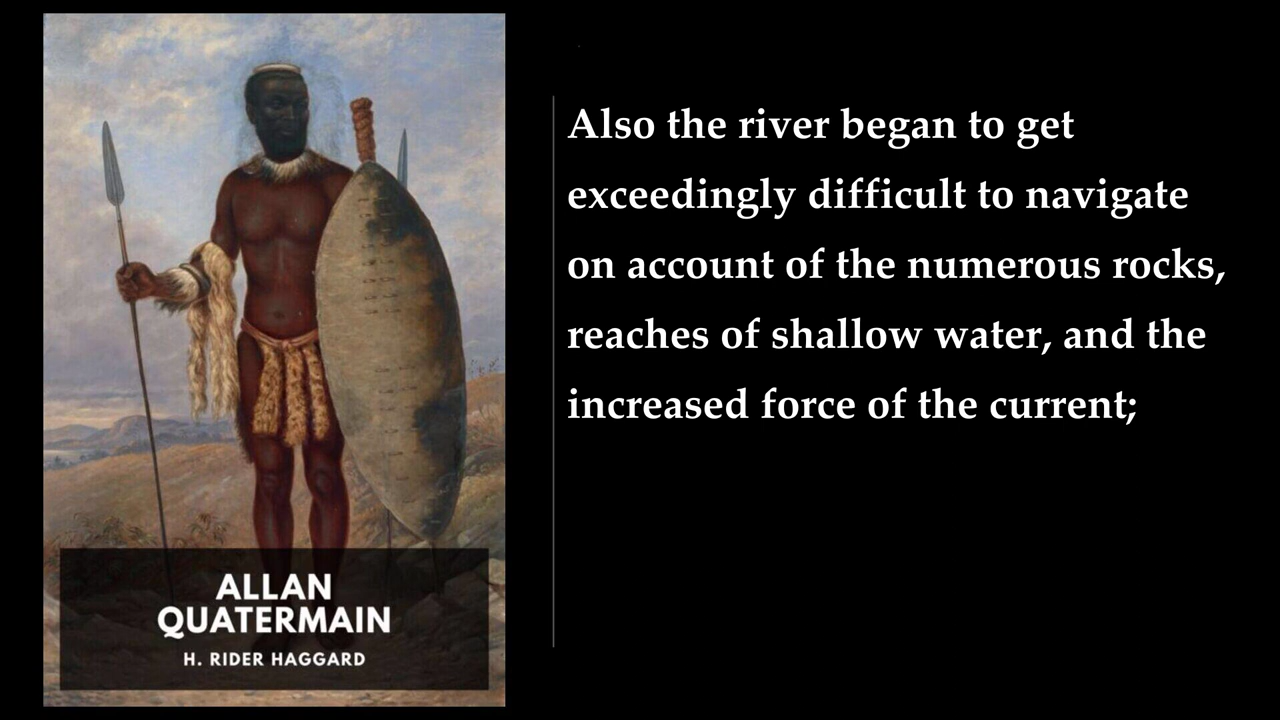 ALLAN
QUATERMAIN
H. RIDER HAGGARD
Also the river began to get
exceedingly difficult to navigate
on account of the numerous rocks,
reaches of shallow water, and the
increased force of the current;